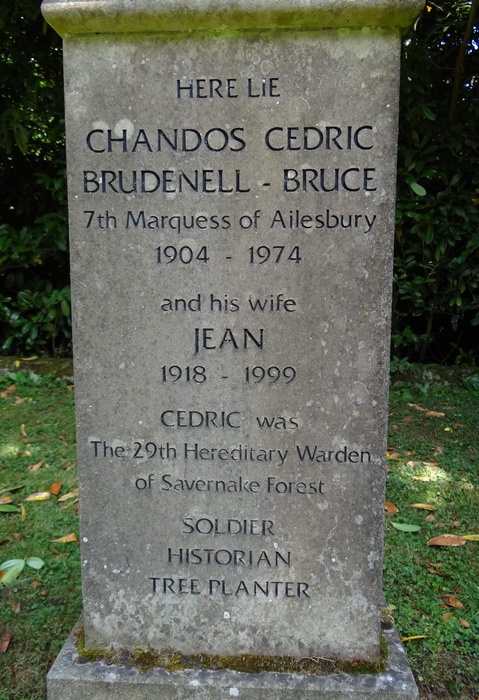 HERE LIE
CHANDOS CEDRIC
BRUDENELL - BRUCE
7th Marquess of Ailesbury
1904 - 1974
and his wife
JEAN
1918 - 1999
CEDRIC was
The 29th Hereditary Warden
of Savernake Forest
SOLDIER
HISTORIAN
TREE PLANTER